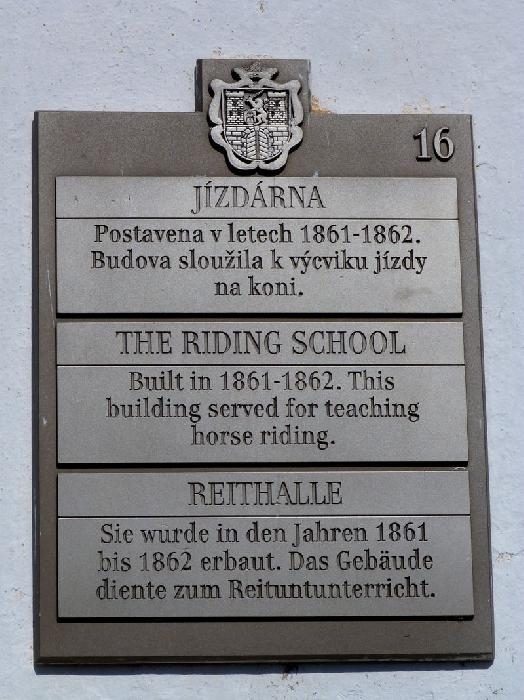 16
JÍZDÁRNA
Postavena v letech 1861-1862.
Budova sloužila k výcviku jízdy
na koni.
THE RIDING SCHOOL
Built in 1861-1862. This
building served for teaching
horse riding.
REITHALLE
Sie wurde in den Jahren 1861
bis 1862 erbaut. Das Gebäude
diente zum Reituntunterricht.